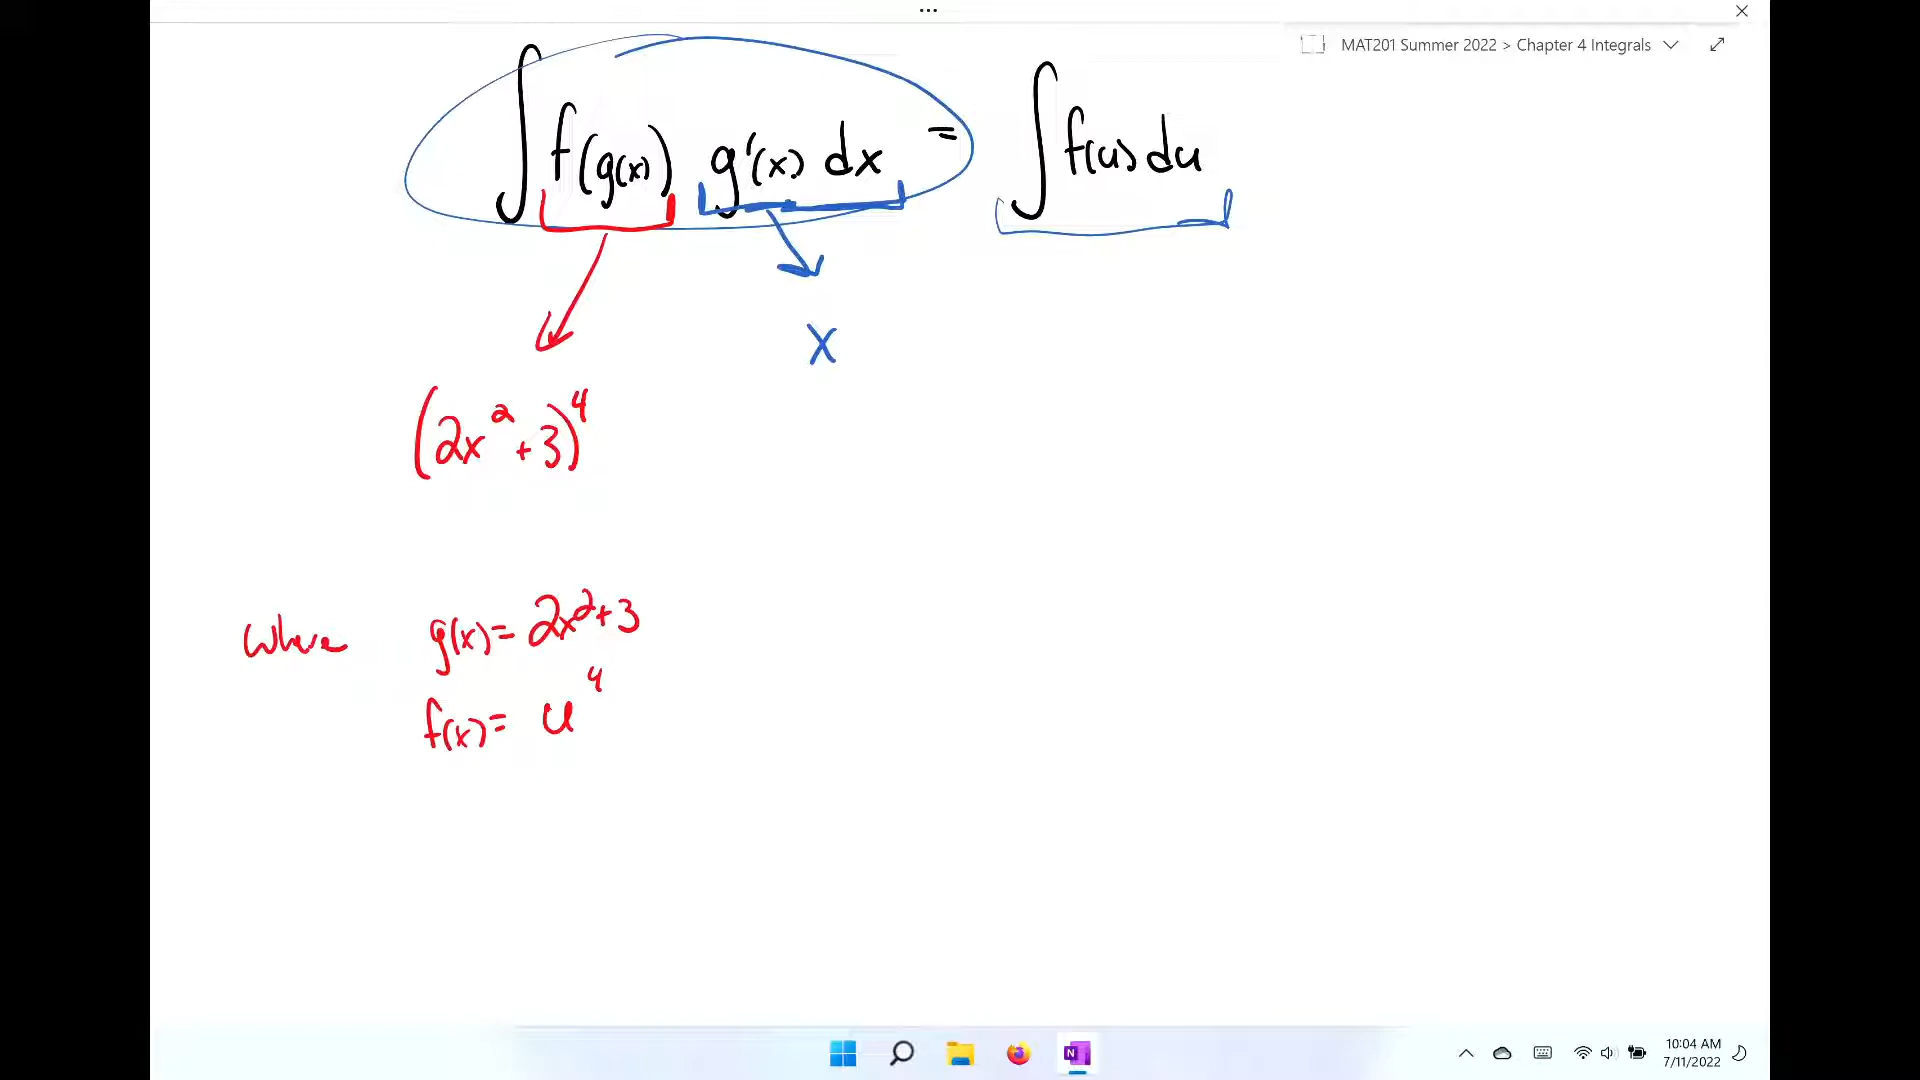 ...
MAT201 Summer 2022 > Chapter 4 Integrals
∫ f(g(x)) g'(x) dx = ∫ f(u) du
x
(2x² + 3)⁴
where g(x) = 2x² + 3
f(x) = u⁴
10:04 AM
7/11/2022